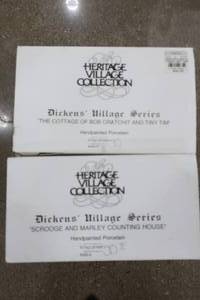 HERITAGE
VILLAGE
COLLECTION
Dickens' Village Series
"THE COTTAGE OF BOB CRATCHIT AND TINY TIM"
Handpainted Porcelain
HERITAGE
VILLAGE
COLLECTION
Dickens' Village Series
"SCROOGE AND MARLEY COUNTING HOUSE"
Handpainted Porcelain